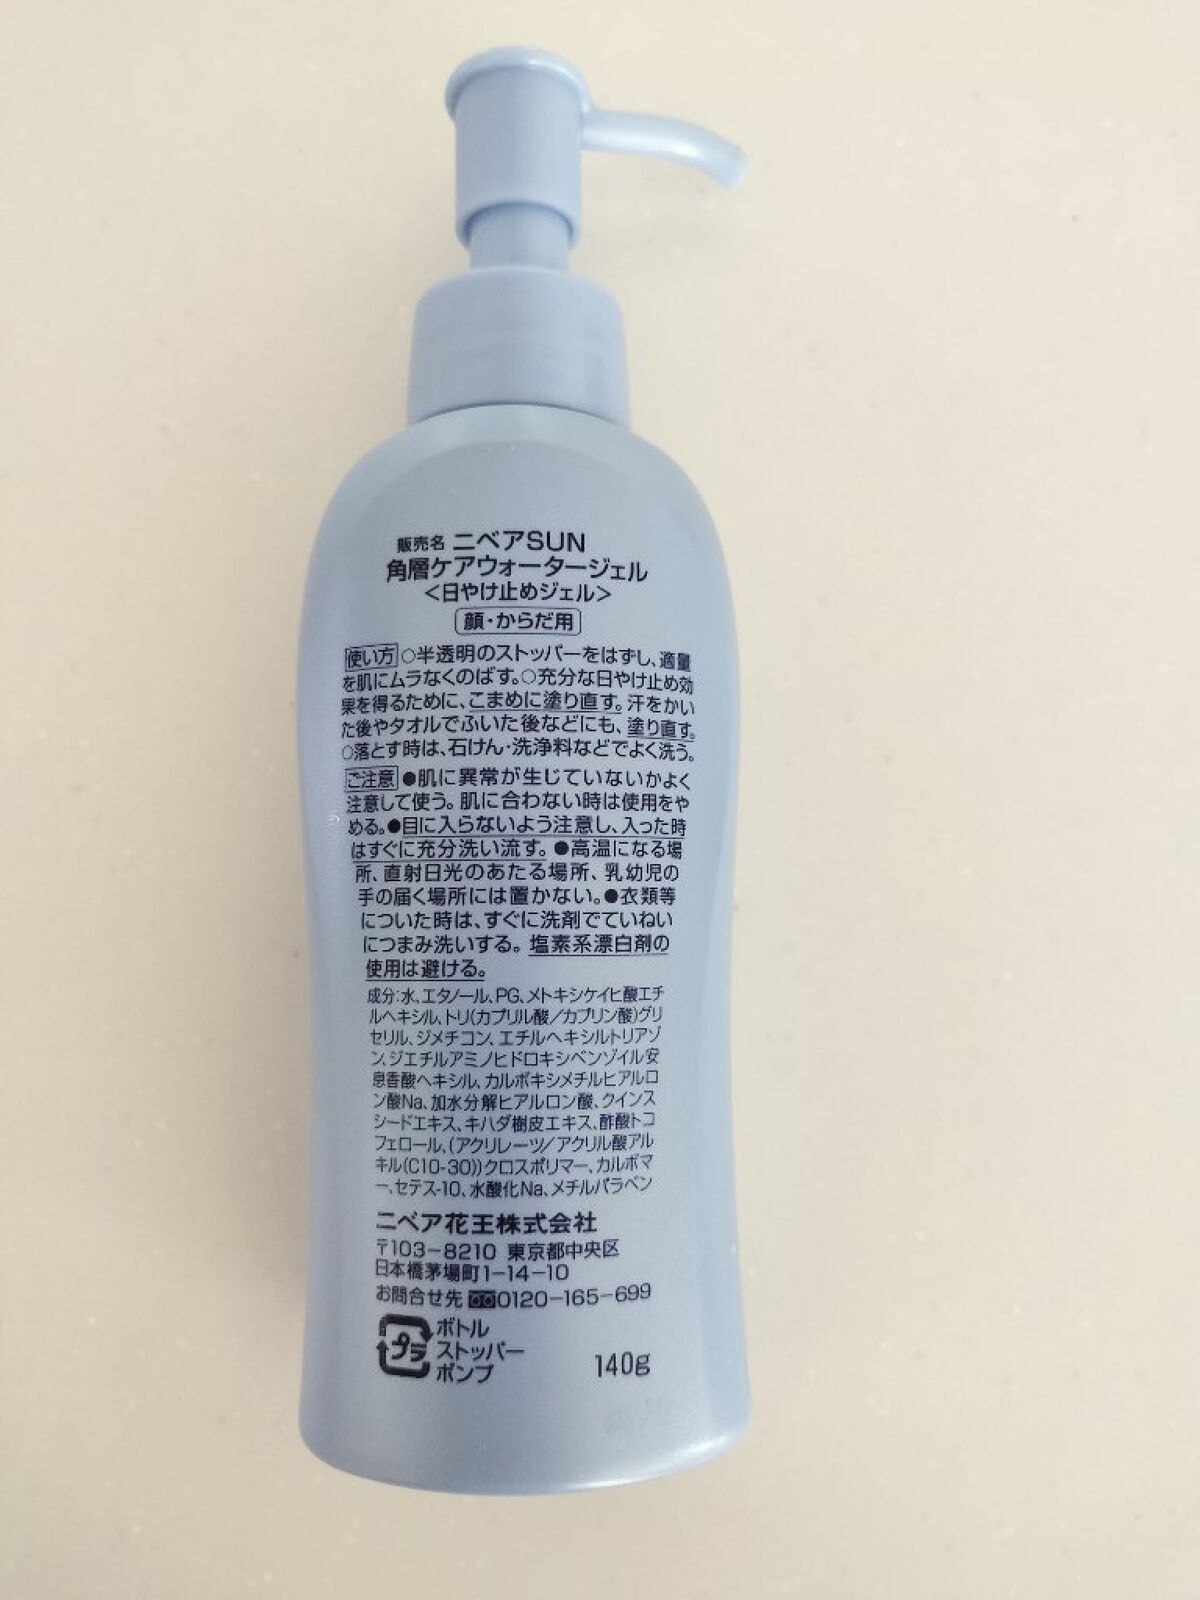 販売名 ニベアSUN
角層ケアウォータージェル
<日やけ止めジェル>
顔・からだ用
使い方 ○半透明のストッパーをはずし、適量
を肌にムラなくのばす。○充分な日やけ止め効
果を得るために、こまめに塗り直す。汗をかい
た後やタオルでふいた後などにも、塗り直す。
○落とす時は、石けん・洗浄料などでよく洗う。
ご注意 ●肌に異常が生じていないかよく
注意して使う。肌に合わない時は使用をや
める。●目に入らないよう注意し、入った時
はすぐに充分洗い流す。●高温になる場
所、直射日光のあたる場所、乳幼児の
手の届く場所には置かない。●衣類等
についた時は、すぐに洗剤でていねい
につまみ洗いする。塩素系漂白剤の
使用は避ける。
成分:水、エタノール、PG、メトキシケイヒ酸エチ
ルヘキシル、トリ(カプリル酸/カプリン酸)グリ
セリル、ジメチコン、エチルヘキシルトリアゾ
ン、ジエチルアミノヒドロキシベンゾイル安
息香酸ヘキシル、カルボキシメチルヒアルロ
ン酸Na、加水分解ヒアルロン酸、クインス
シードエキス、キハダ樹皮エキス、酢酸トコ
フェロール、(アクリレーツ/アクリル酸アル
キル(C10-30))クロスポリマー、カルボマ
ー、セテス-10、水酸化Na、メチルパラベン
ニベア花王株式会社
〒103-8210 東京都中央区
日本橋茅場町1-14-10
お問合せ先 0120-165-699
プラ ボトル
ストッパー
ポンプ
140g